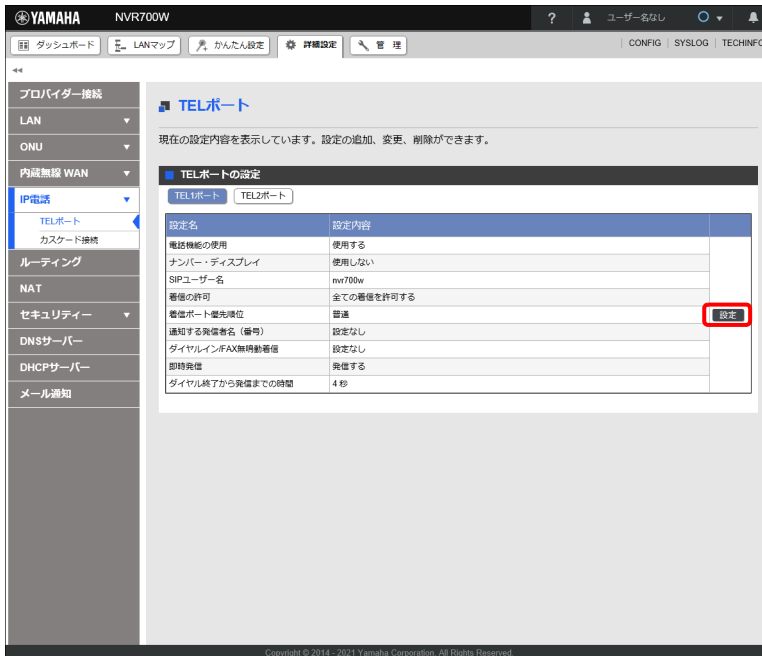 YAMAHA NVR700W ? ユーザー名なし
ダッシュボード LANマップ かんたん設定 詳細設定 管 理 CONFIG SYSLOG TECHINFO
プロバイダー接続
LAN
ONU
内蔵無線 WAN
IP電話
TELポート
カスケード接続
ルーティング
NAT
セキュリティー
DNSサーバー
DHCPサーバー
メール通知
TELポート
現在の設定内容を表示しています。設定の追加、変更、削除ができます。
TELポートの設定
TEL1ポート TEL2ポート
設定名 設定内容
電話機能の使用 使用する
ナンバー・ディスプレイ 使用しない
SIPユーザー名 nvr700w
着信の許可 全ての着信を許可する
着信ポート優先順位 普通 設定
通知する発信者名（番号） 設定なし
ダイヤルイン/FAX無鳴動着信 設定なし
即時発信 発信する
ダイヤル終了から発信までの時間 4 秒
Copyright © 2014 - 2021 Yamaha Corporation. All Rights Reserved.